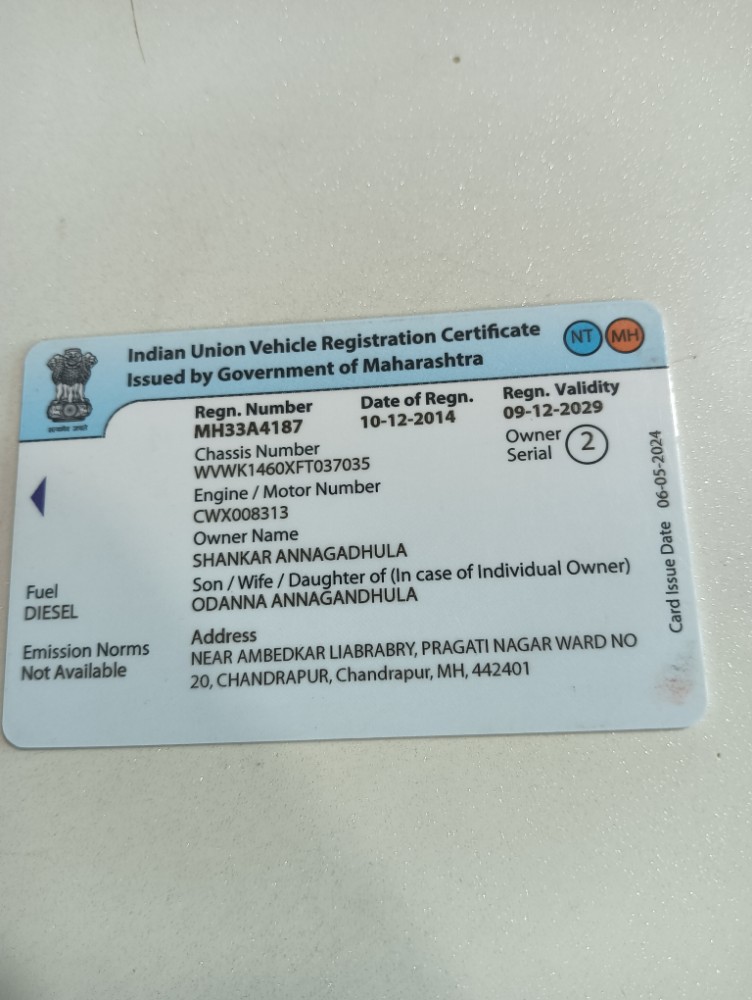 Indian Union Vehicle Registration Certificate
Issued by Government of Maharashtra
NT MH
सत्यमेव जयते
Regn. Number
MH33A4187
Date of Regn.
10-12-2014
Regn. Validity
09-12-2029
Chassis Number
WVWK1460XFT037035
Owner
Serial
2
Engine / Motor Number
CWX008313
Owner Name
SHANKAR ANNAGADHULA
Son / Wife / Daughter of (In case of Individual Owner)
ODANNA ANNAGANDHULA
Fuel
DIESEL
Emission Norms
Not Available
Address
NEAR AMBEDKAR LIABRABRY, PRAGATI NAGAR WARD NO
20, CHANDRAPUR, Chandrapur, MH, 442401
Card Issue Date 06-05-2024